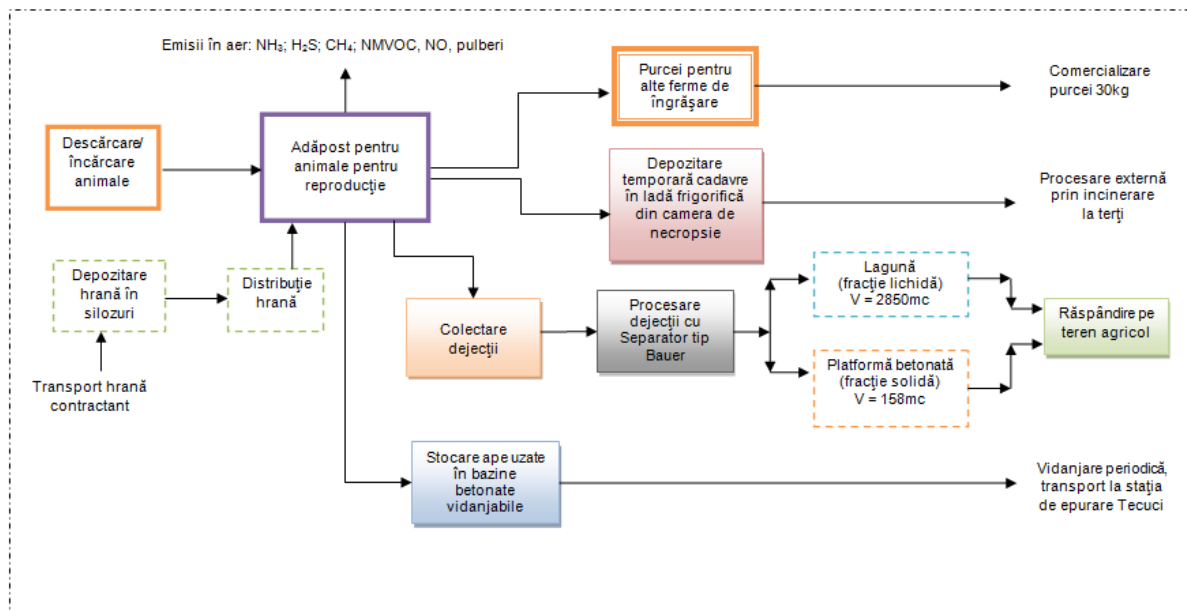 Emisii în aer: NH₃; H₂S; CH₄; NMVOC, NO, pulberi
Purcei pentru
alte ferme de
îngrășare
Comercializare
purcei 30kg
Descărcare/
încărcare
animale
Adăpost pentru
animale pentru
reproducție
Depozitare
temporară cadavre
în ladă frigorifică
din camera de
necropsie
Procesare externă
prin incinerare
la terți
Depozitare
hrană în
silozuri
Distribuție
hrană
Transport hrană
contractant
Colectare
dejecții
Procesare
dejecții cu
Separator tip
Bauer
Lagună
(fracție lichidă)
V = 2850mc
Platformă betonată
(fracție solidă)
V = 158mc
Răspândire pe
teren agricol
Stocare ape uzate
în bazine
betonate
vidanjabile
Vidanjare periodică,
transport la stația
de epurare Tecuci